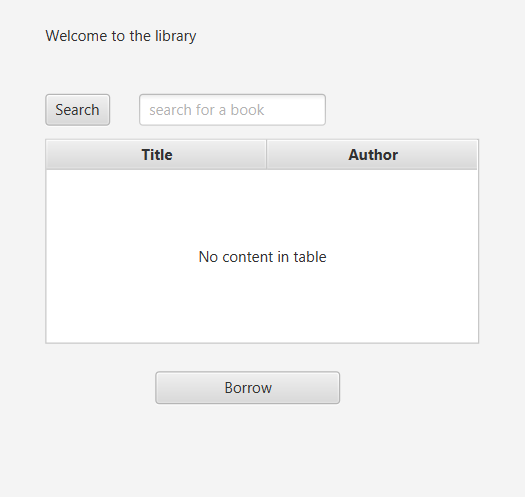 Welcome to the library
Search search for a book
Title Author
No content in table
Borrow